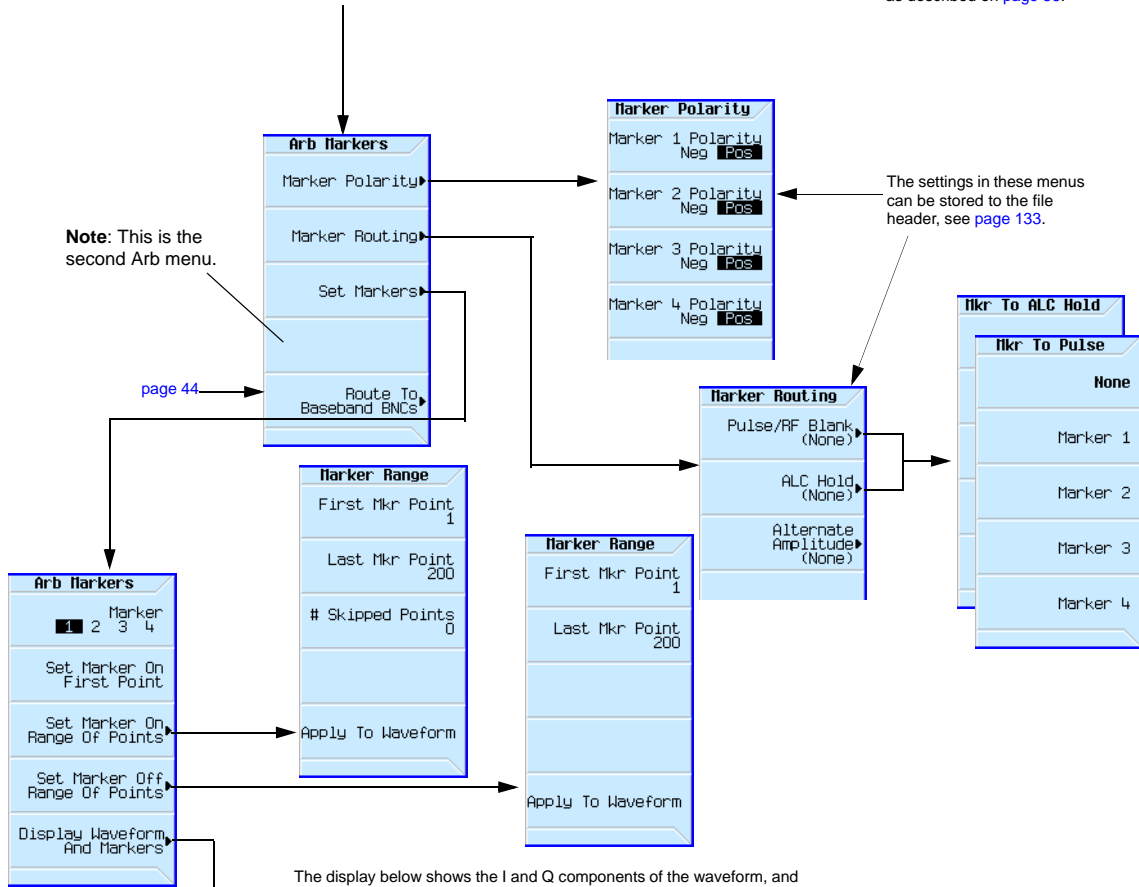 as described on page 50.
Marker Polarity
Marker 1 Polarity
Neg Pos
Marker 2 Polarity
Neg Pos
Marker 3 Polarity
Neg Pos
Marker 4 Polarity
Neg Pos
Arb Markers
Marker Polarity
Marker Routing
Set Markers
Route To
Baseband BNCs
Note: This is the
second Arb menu.
page 44
The settings in these menus
can be stored to the file
header, see page 133.
Mkr To ALC Hold
Mkr To Pulse
None
Marker 1
Marker 2
Marker 3
Marker 4
Marker Routing
Pulse/RF Blank
(None)
ALC Hold
(None)
Alternate
Amplitude
(None)
Marker Range
First Mkr Point
1
Last Mkr Point
200
# Skipped Points
0
Apply To Waveform
Marker Range
First Mkr Point
1
Last Mkr Point
200
Apply To Waveform
Arb Markers
Marker
1 2 3 4
Set Marker On
First Point
Set Marker On
Range Of Points
Set Marker Off
Range Of Points
Display Waveform
And Markers
The display below shows the I and Q components of the waveform, and